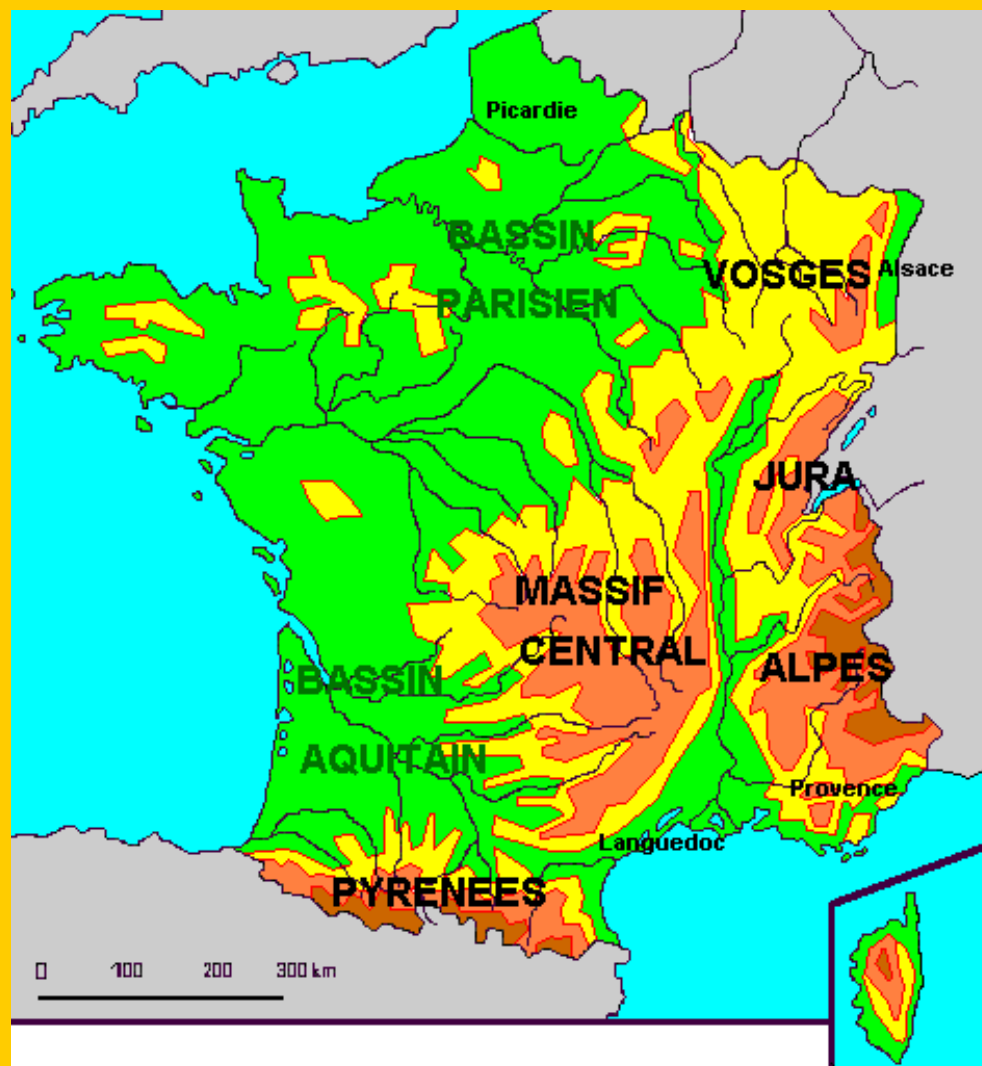 Picardie
BASSIN
PARISIEN
VOSGES
Alsace
JURA
MASSIF
CENTRAL
BASSIN
ALPES
AQUITAIN
Provence
Languedoc
PYRENEES
0 100 200 300 km